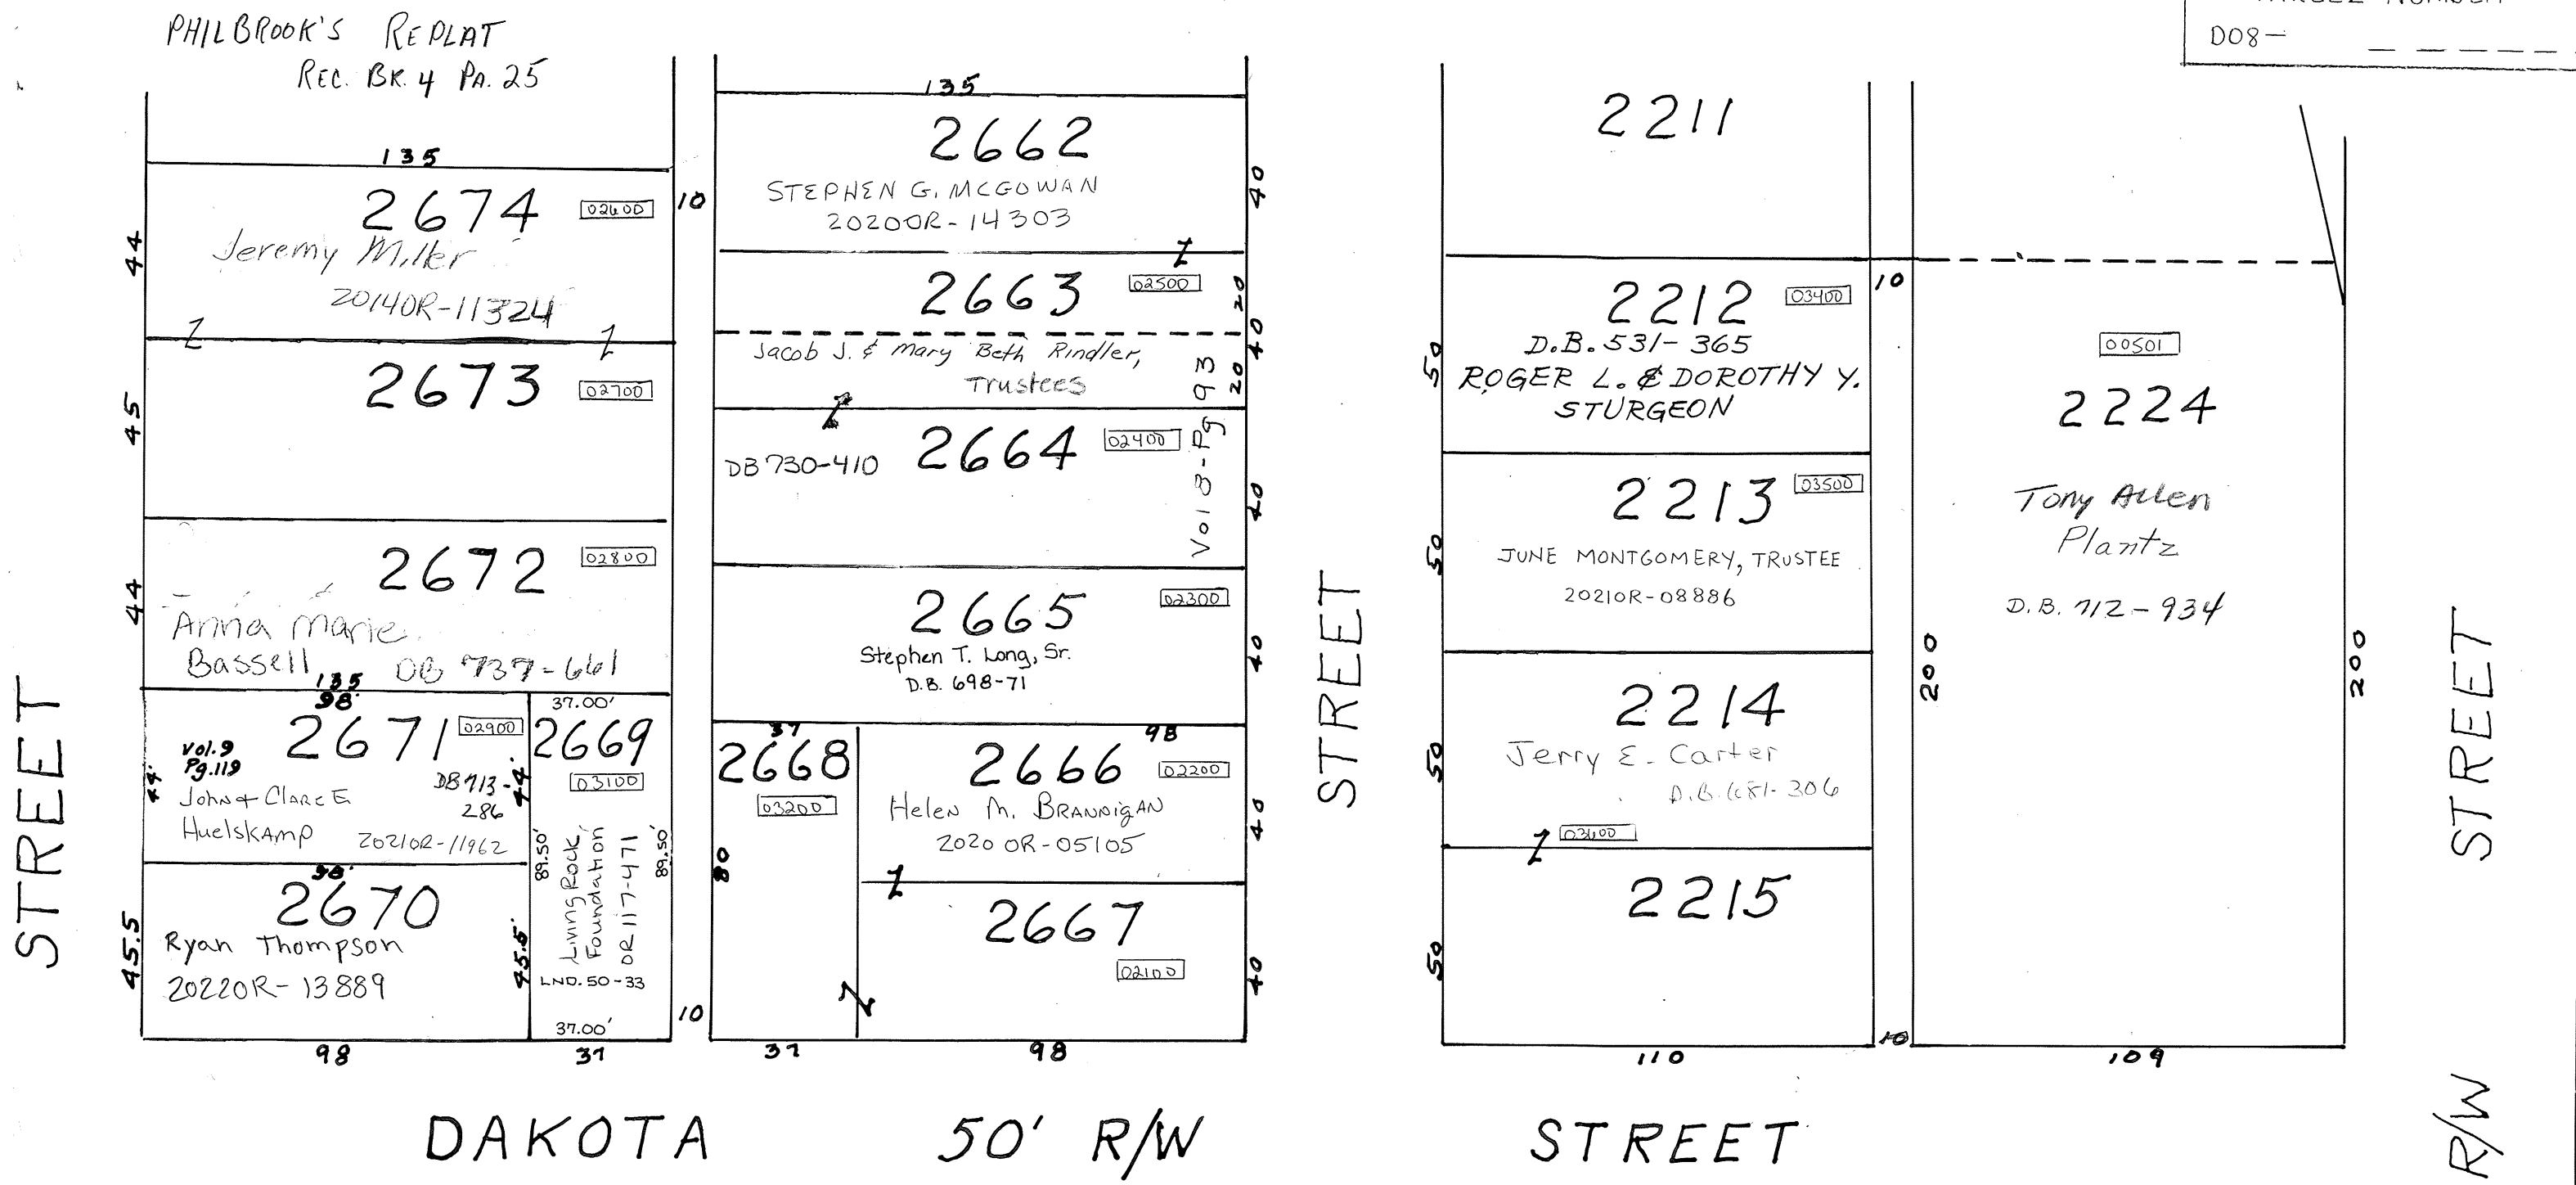 PHILBROOK'S REPLAT
REC. BK. 4 PA. 25
D08-
135
2674
02600
Jeremy Miller
2014OR-11324
44
10
2673
02700
45
2672
02800
Anna Marie
Bassell
DB 737-661
44
135
98'
2671
02900
Vol. 9
Pg. 119
DB 713-
286
John & Clare E
Huelskamp
2021OR-11962
44'
44'
37.00'
2669
03100
89.50'
Living Rock
Foundation
OR 1117-471
89.50'
LND. 50-33
37.00'
98'
2670
Ryan Thompson
2022OR-13889
45.5
45.5'
10
98
37
135
2662
STEPHEN G. MCGOWAN
2020OR-14303
40
2663
02500
20
40
Jacob J. & Mary Beth Rindler,
Trustees
20
Vol 8-Pg 93
2664
02400
DB 730-410
40
2665
02300
Stephen T. Long, Sr.
D.B. 698-71
40
37
2668
03200
80
98
2666
02200
Helen M. Brannigan
2020 OR-05105
40
2667
02100
40
37
98
2211
2212
03400
D.B. 531-365
ROGER L. & DOROTHY Y.
STURGEON
50
10
2213
03500
JUNE MONTGOMERY, TRUSTEE
2021OR-08886
50
2214
Jerry E. Carter
D.B. 681-306
03600
50
2215
50
110
10
00501
2224
Tony Allen
Plantz
D.B. 712-934
200
200
109
STREET
STREET
STREET
R/W
DAKOTA 50' R/W STREET